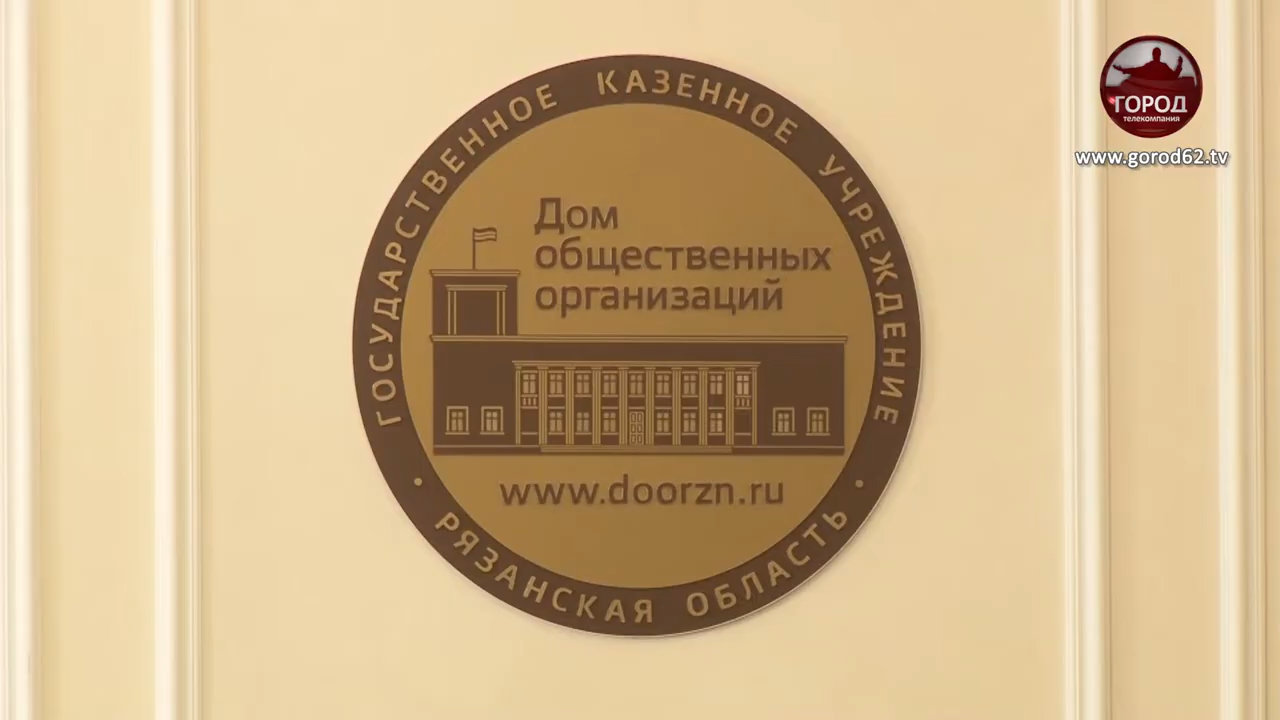 ГОСУДАРСТВЕННОЕ КАЗЕННОЕ УЧРЕЖДЕНИЕ
Дом
общественных
организаций
www.doorzn.ru
• РЯЗАНСКАЯ ОБЛАСТЬ •
ГОРОД
телекомпания
www.gorod62.tv